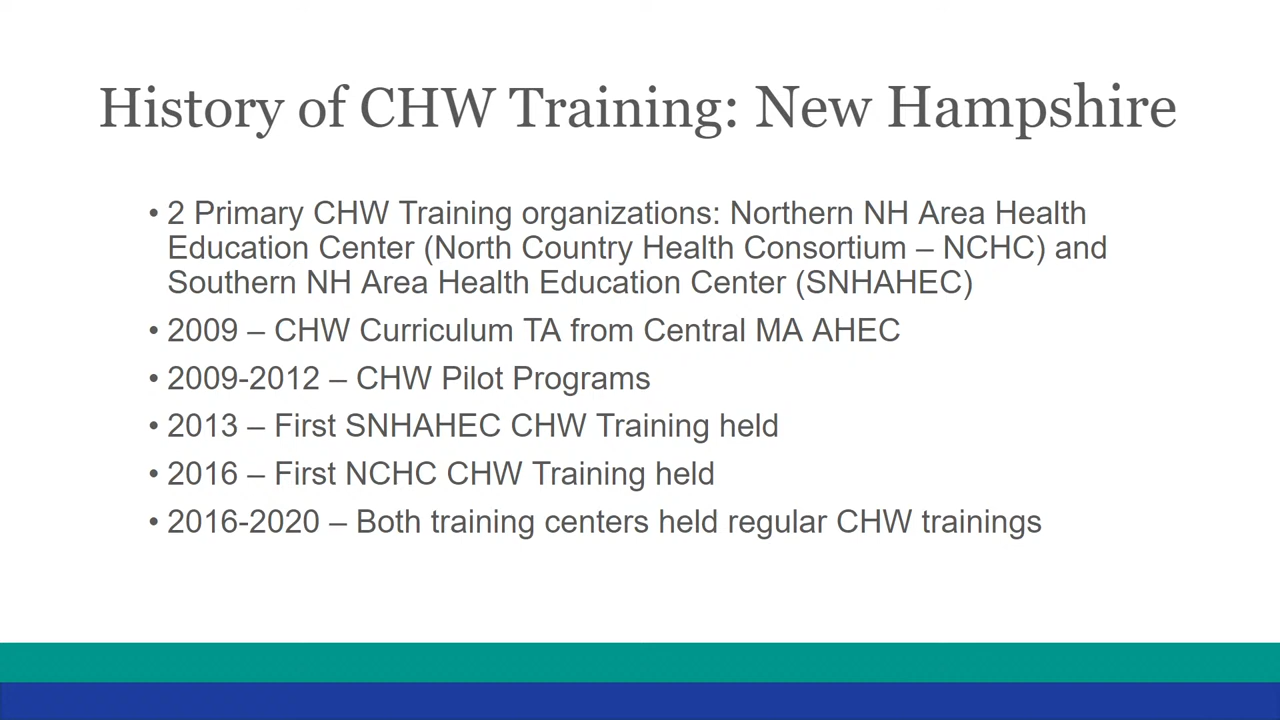 History of CHW Training: New Hampshire
• 2 Primary CHW Training organizations: Northern NH Area Health
Education Center (North Country Health Consortium – NCHC) and
Southern NH Area Health Education Center (SNHAHEC)
• 2009 – CHW Curriculum TA from Central MA AHEC
• 2009-2012 – CHW Pilot Programs
• 2013 – First SNHAHEC CHW Training held
• 2016 – First NCHC CHW Training held
• 2016-2020 – Both training centers held regular CHW trainings